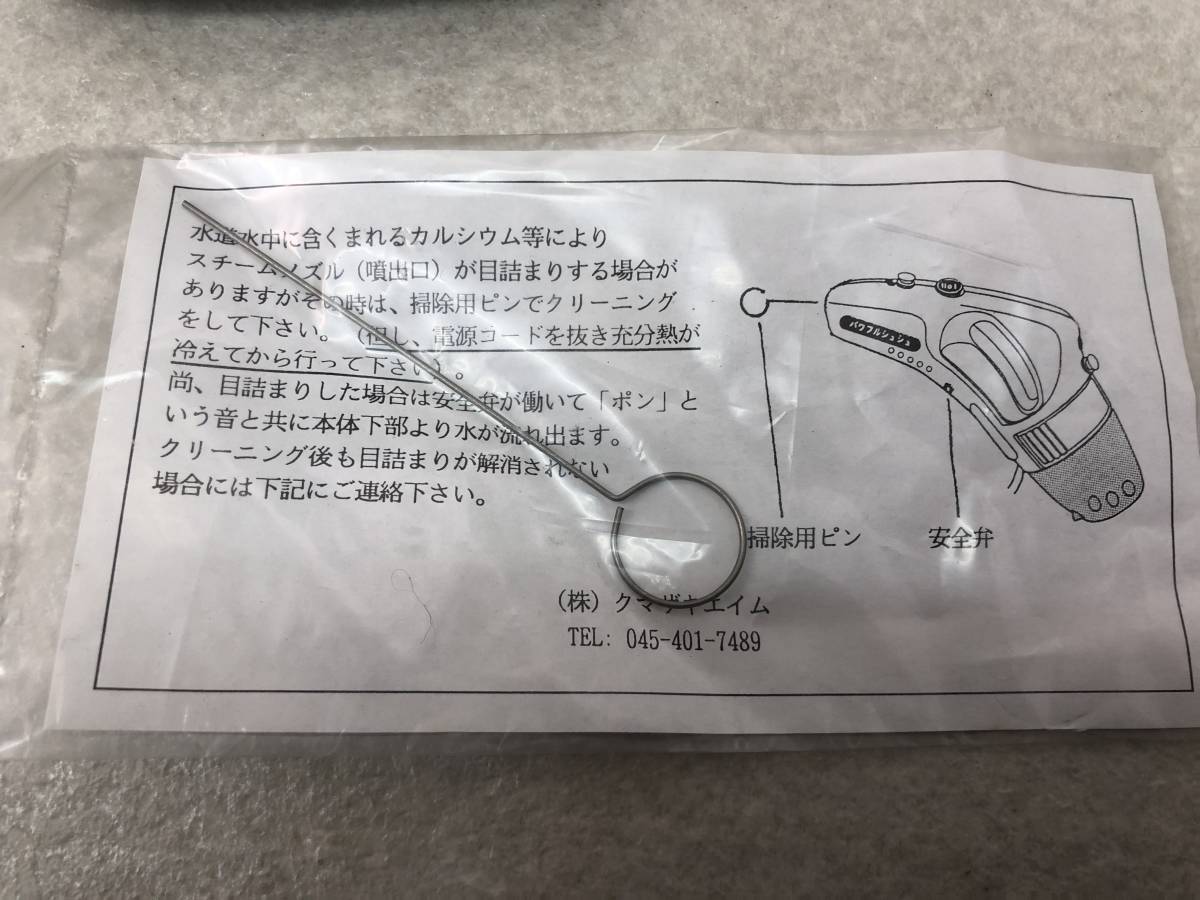 水道水中に含くまれるカルシウム等により
スチームノズル（噴出口）が目詰まりする場合が
ありますがその時は、掃除用ピンでクリーニング
をして下さい。（但し、電源コードを抜き充分熱が
冷えてから行って下さい）。
尚、目詰まりした場合は安全弁が働いて「ポン」と
いう音と共に本体下部より水が流れ出ます。
クリーニング後も目詰まりが解消されない
場合には下記にご連絡下さい。
パワフルシュシュ
掃除用ピン
安全弁
（株）クマザキエイム
TEL: 045-401-7489